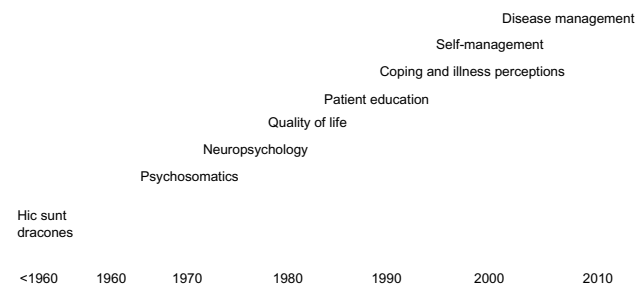 Disease management
Self-management
Coping and illness perceptions
Patient education
Quality of life
Neuropsychology
Psychosomatics
Hic sunt
dracones
<1960 1960 1970 1980 1990 2000 2010